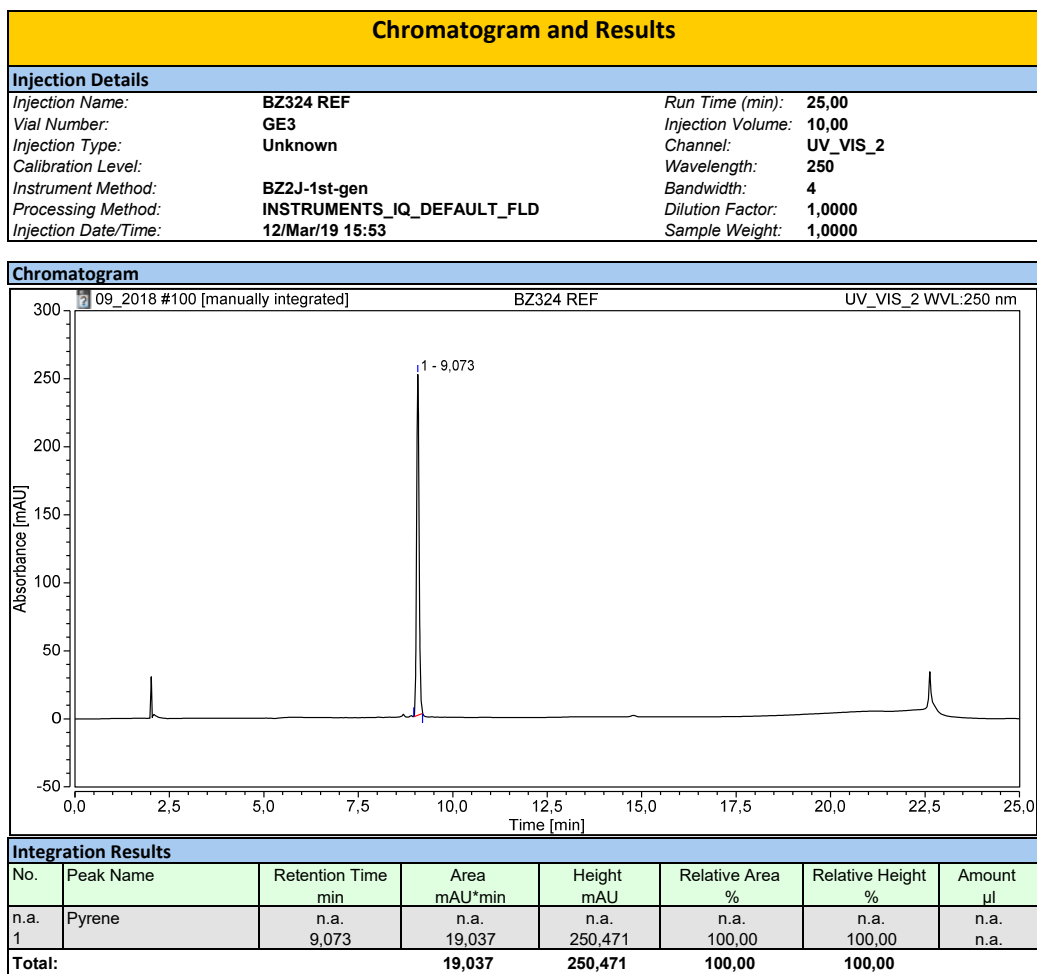 Chromatogram and Results
Injection Details
Injection Name: BZ324 REF Run Time (min): 25,00
Vial Number: GE3 Injection Volume: 10,00
Injection Type: Unknown Channel: UV_VIS_2
Calibration Level: Wavelength: 250
Instrument Method: BZ2J-1st-gen Bandwidth: 4
Processing Method: INSTRUMENTS_IQ_DEFAULT_FLD Dilution Factor: 1,0000
Injection Date/Time: 12/Mar/19 15:53 Sample Weight: 1,0000
Chromatogram
09_2018 #100 [manually integrated] BZ324 REF UV_VIS_2 WVL:250 nm
300
1 - 9,073
250
200
150
100
50
0
-50
Absorbance [mAU]
0,0 2,5 5,0 7,5 10,0 12,5 15,0 17,5 20,0 22,5 25,0
Time [min]
Integration Results
No. Peak Name Retention Time Area Height Relative Area Relative Height Amount
min mAU*min mAU % % µl
n.a. Pyrene n.a. n.a. n.a. n.a. n.a. n.a.
1 9,073 19,037 250,471 100,00 100,00 n.a.
Total: 19,037 250,471 100,00 100,00